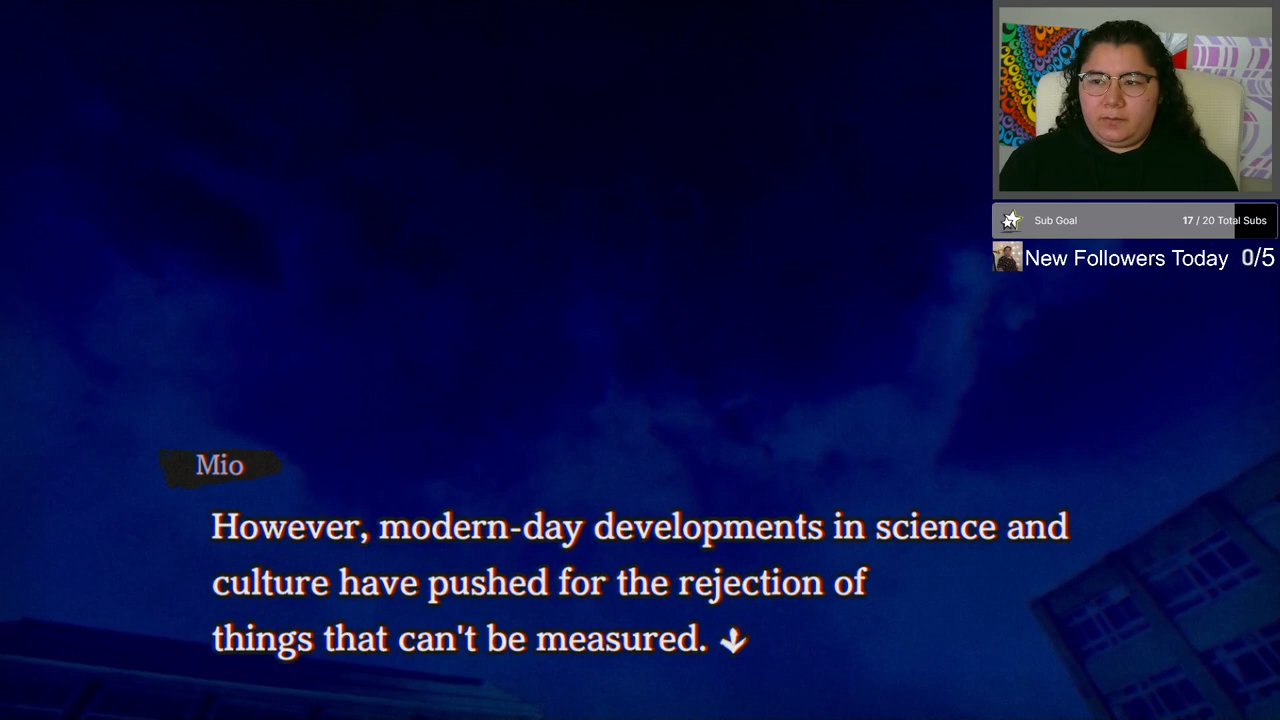 Sub Goal
17 / 20 Total Subs
New Followers Today 0/5
Mio
However, modern-day developments in science and
culture have pushed for the rejection of
things that can't be measured.